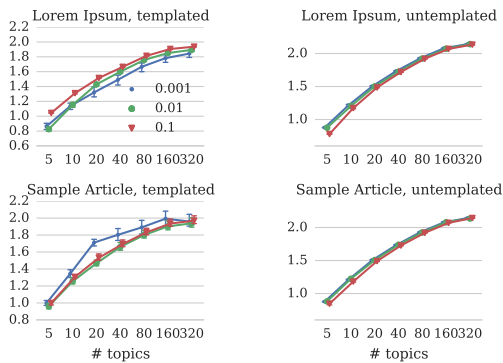 Lorem Ipsum, templated
2.2
2.0
1.8
1.6
1.4
1.2
1.0
0.8
0.6
0.001
0.01
0.1
5 10 20 40 80 160320
Lorem Ipsum, untemplated
2.0
1.5
1.0
5 10 20 40 80 160320
Sample Article, templated
2.2
2.0
1.8
1.6
1.4
1.2
1.0
0.8
5 10 20 40 80 160320
# topics
Sample Article, untemplated
2.0
1.5
1.0
5 10 20 40 80 160320
# topics